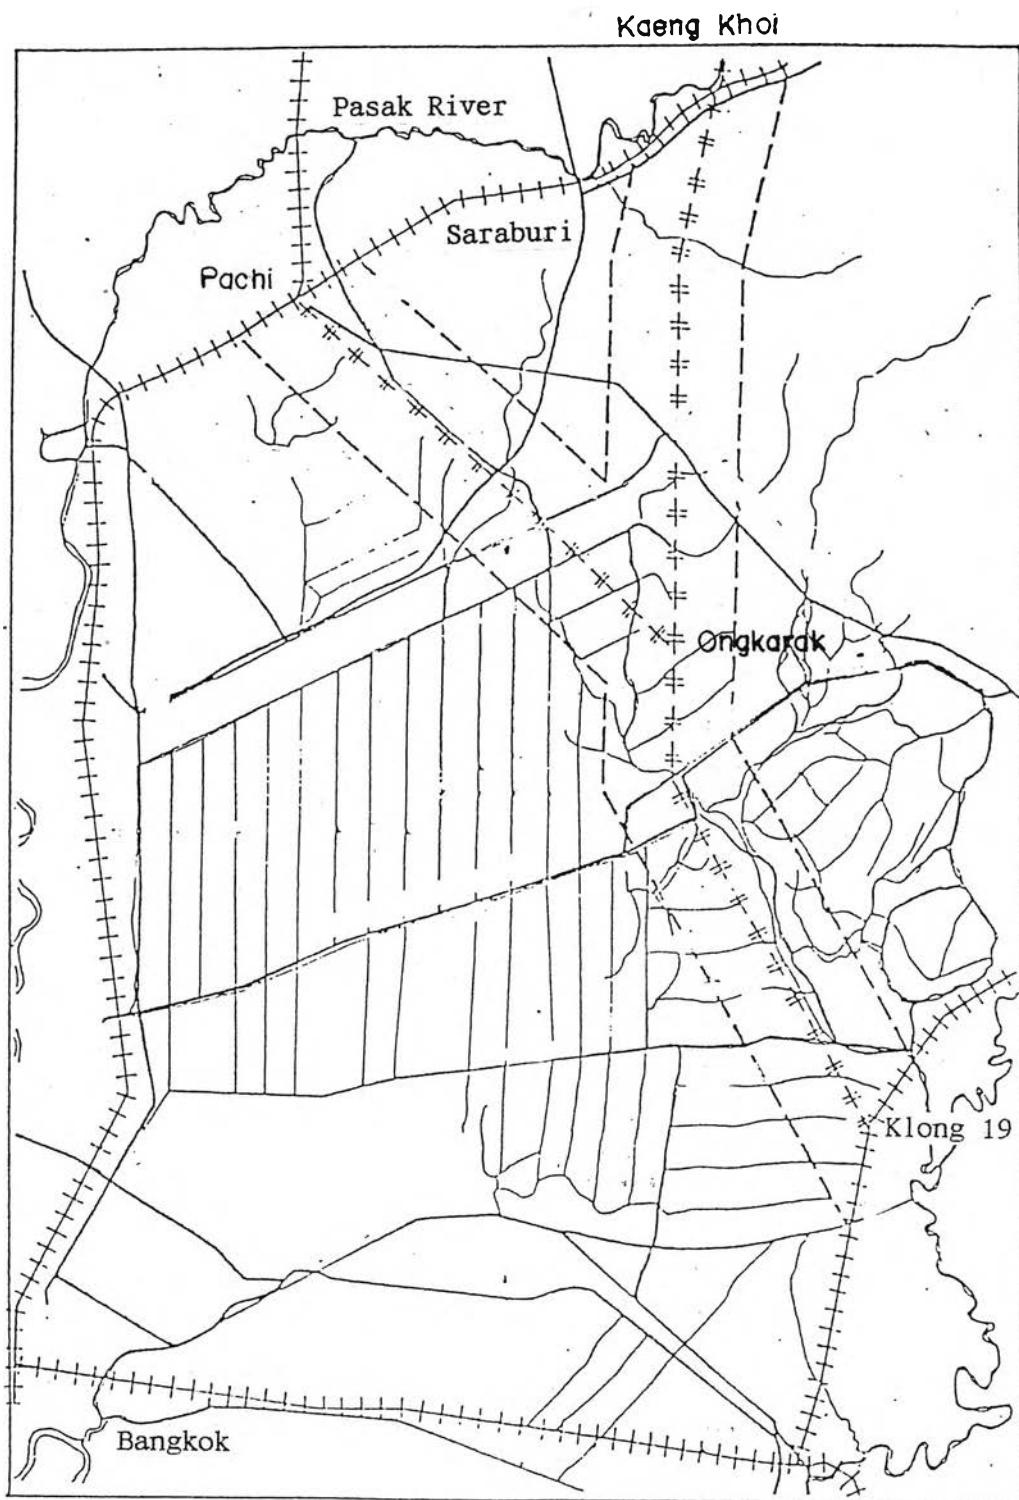 Kaeng Khoi
Pasak River
Saraburi
Pachi
Ongkarak
Klong 19
Bangkok